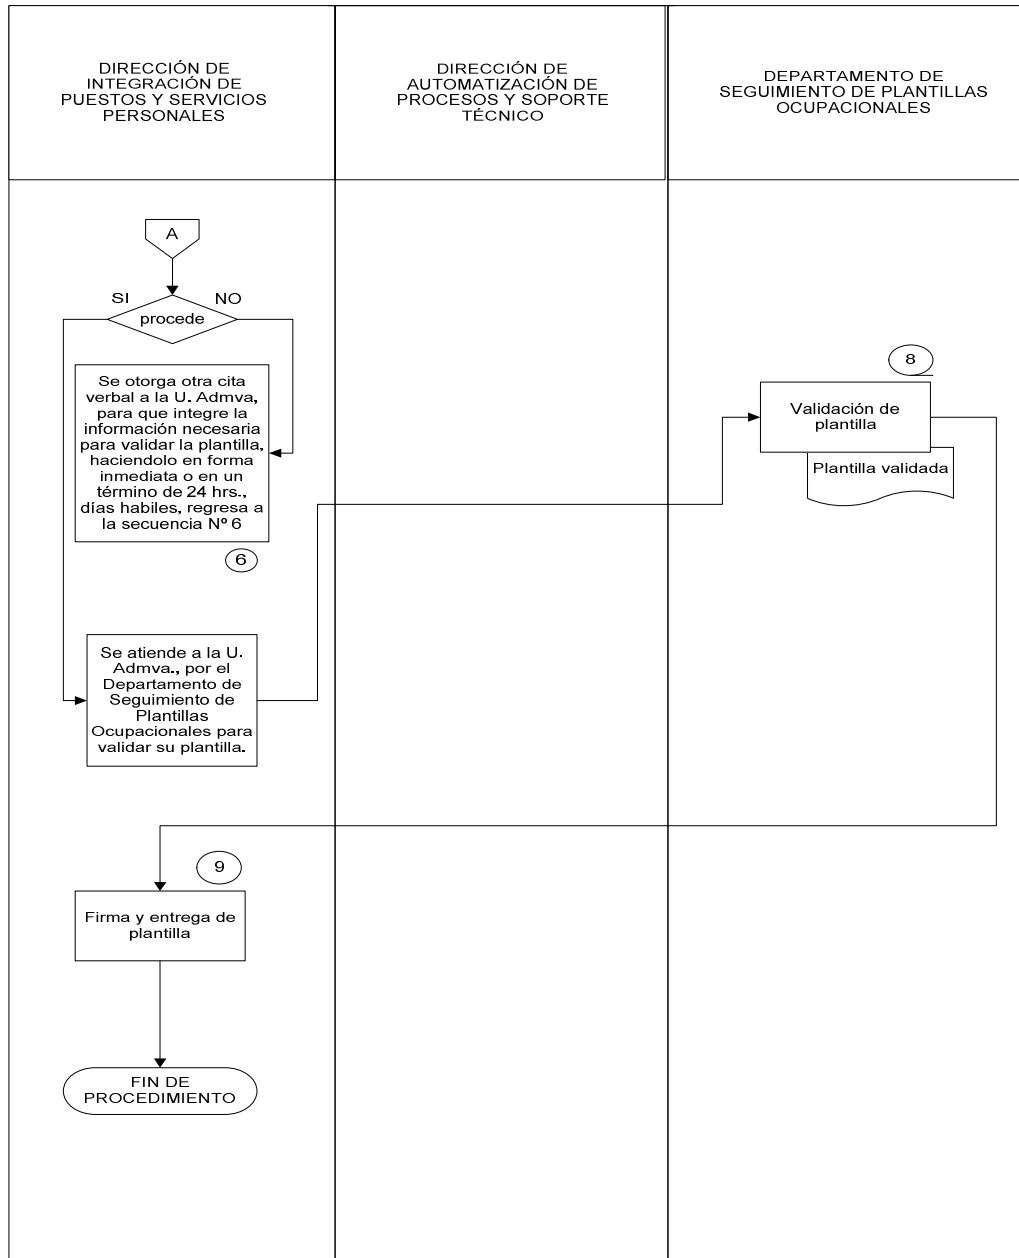 DIRECCIÓN DE
INTEGRACIÓN DE
PUESTOS Y SERVICIOS
PERSONALES
DIRECCIÓN DE
AUTOMATIZACIÓN DE
PROCESOS Y SOPORTE
TÉCNICO
DEPARTAMENTO DE
SEGUIMIENTO DE PLANTILLAS
OCUPACIONALES
A
SI
NO
procede
Se otorga otra cita
verbal a la U. Admva,
para que integre la
información necesaria
para validar la plantilla,
haciendolo en forma
inmediata o en un
término de 24 hrs.,
días habiles, regresa a
la secuencia Nº 6
6
8
Validación de
plantilla
Plantilla validada
Se atiende a la U.
Admva., por el
Departamento de
Seguimiento de
Plantillas
Ocupacionales para
validar su plantilla.
9
Firma y entrega de
plantilla
FIN DE
PROCEDIMIENTO